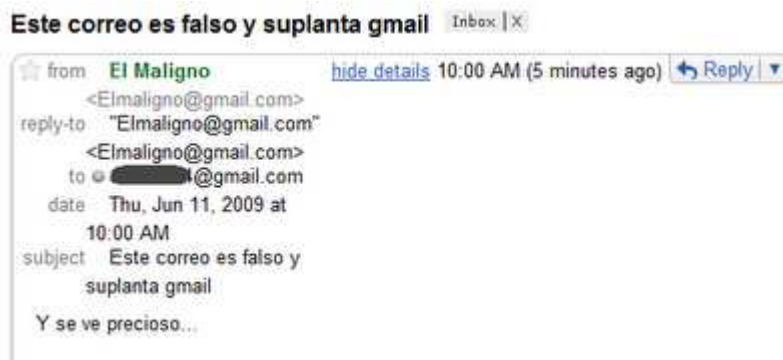 Este correo es falso y suplanta gmail Inbox | X
from El Maligno hide details 10:00 AM (5 minutes ago) Reply
<Elmaligno@gmail.com>
reply-to "Elmaligno@gmail.com"
<Elmaligno@gmail.com>
to @gmail.com
date Thu, Jun 11, 2009 at
10:00 AM
subject Este correo es falso y
suplanta gmail
Y se ve precioso...